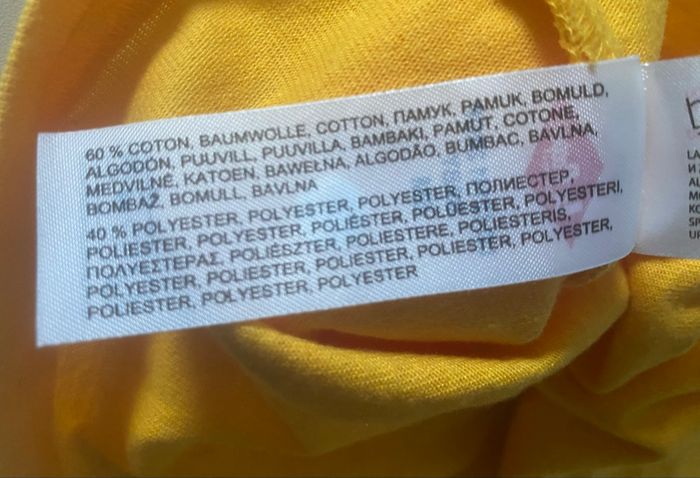 60 % COTON, BAUMWOLLE, COTTON, ПАМУК, PAMUK, BOMULD,
ALGODÓN, PUUVILL, PUUVILLA, BAMBAKI, PAMUT, COTONE,
MEDVILNĖ, KATOEN, BAWEŁNA, ALGODÃO, BUMBAC, BAVLNA,
BOMBAŽ, BOMULL, BAVLNA
40 % POLYESTER, POLYESTER, POLYESTER, ПОЛИЕСТЕР,
POLIESTER, POLYESTER, POLIÉSTER, POLÜESTER, POLYESTERI,
ΠΟΛΥΕΣΤΕΡΑΣ, POLIÉSZTER, POLIESTERE, POLIESTERIS,
POLYESTER, POLIESTER, POLIESTER, POLIESTER, POLYESTER,
POLIESTER, POLYESTER, POLYESTER